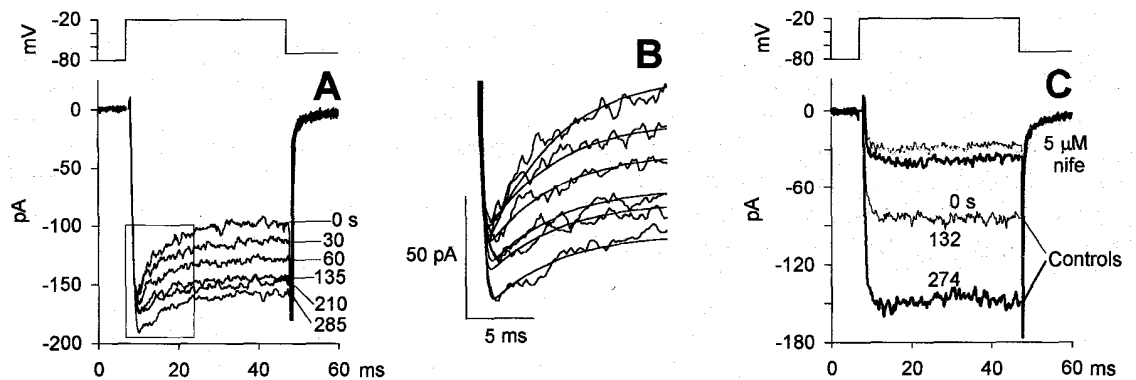 A
mV
-20
-80
pA
0
-50
-100
-150
-200
0 s
30
60
135
210
285
0 20 40 60 ms
B
50 pA
5 ms
C
mV
-20
-80
pA
0
-60
-120
-180
5 µM
nife
0 s
132
274
Controls
0 20 40 60 ms